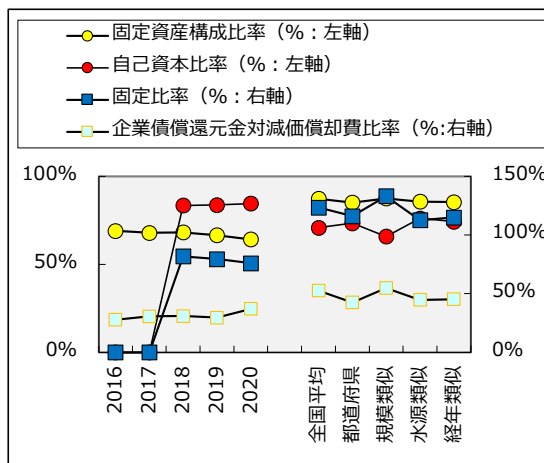 固定資産構成比率（%：左軸）
自己資本比率（%：左軸）
固定比率（%：右軸）
企業債償還元金対減価償却費比率（%:右軸）
100%
50%
0%
150%
100%
50%
0%
2016
2017
2018
2019
2020
全国平均
都道府県
規模類似
水源類似
経年類似